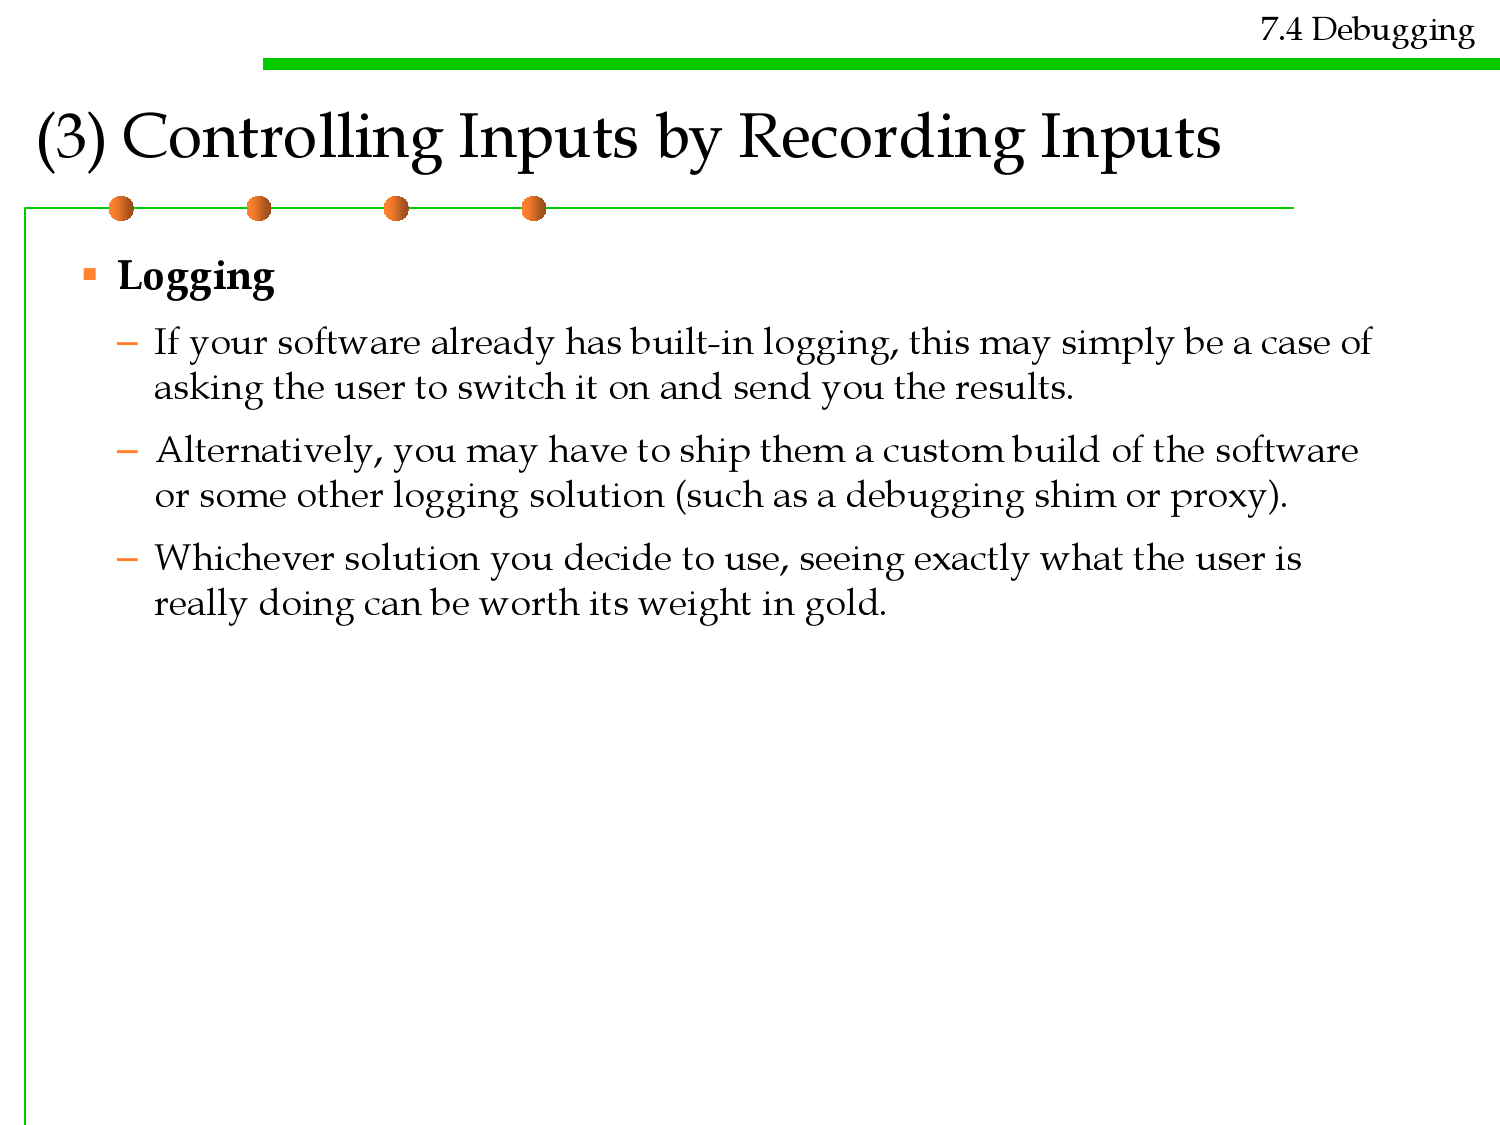 7.4 Debugging
(3) Controlling Inputs by Recording Inputs
▪ Logging
– If your software already has built-in logging, this may simply be a case of
asking the user to switch it on and send you the results.
– Alternatively, you may have to ship them a custom build of the software
or some other logging solution (such as a debugging shim or proxy).
– Whichever solution you decide to use, seeing exactly what the user is
really doing can be worth its weight in gold.